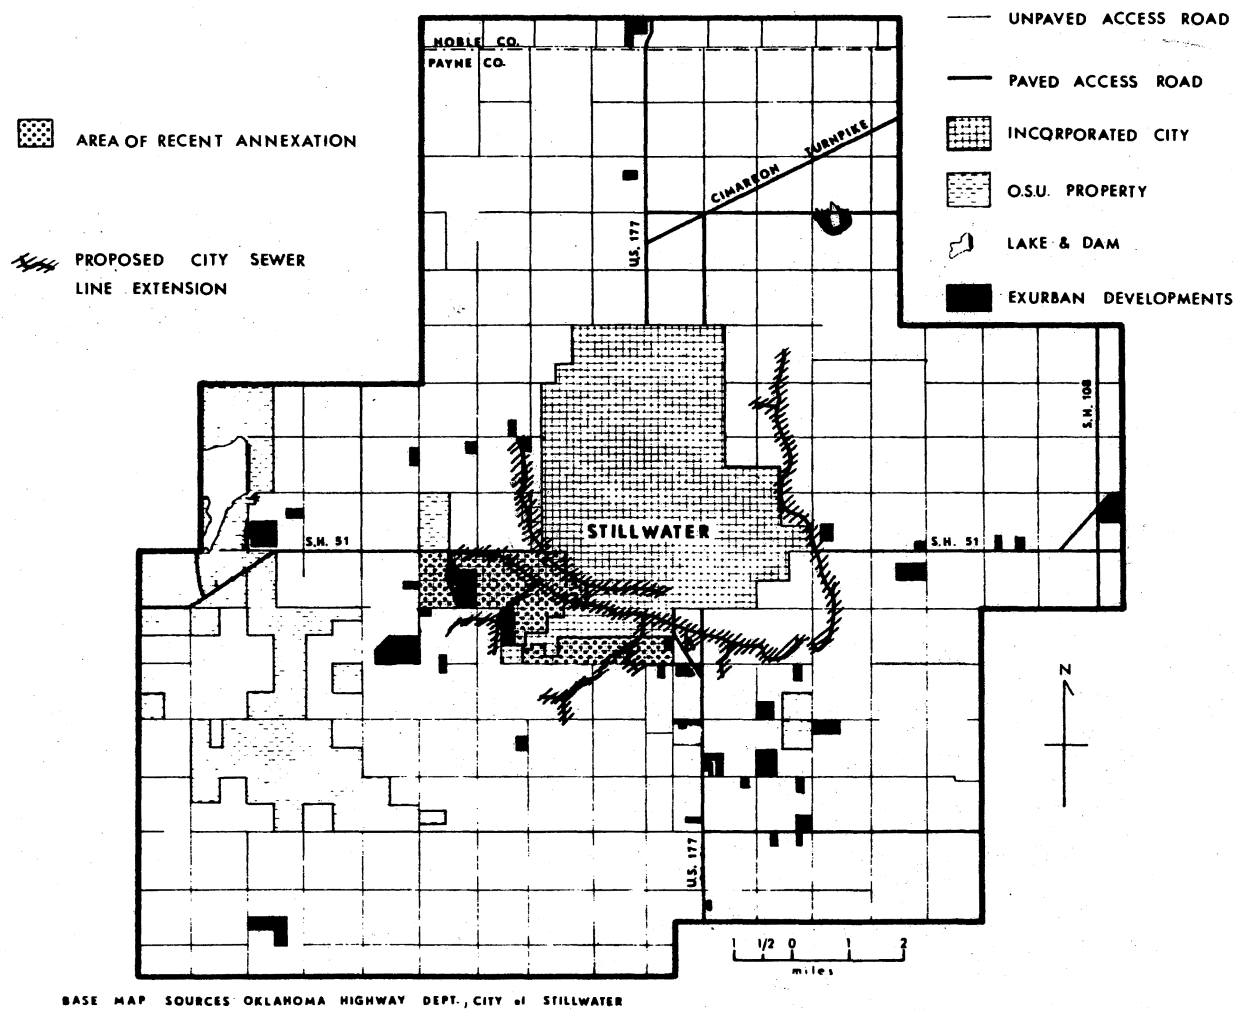 UNPAVED ACCESS ROAD
NOBLE CO.
PAYNE CO.
PAVED ACCESS ROAD
AREA OF RECENT ANNEXATION
INCORPORATED CITY
CIMARRON TURNPIKE
O.S.U. PROPERTY
U.S. 177
LAKE & DAM
PROPOSED CITY SEWER
LINE EXTENSION
EXURBAN DEVELOPMENTS
S.H. 108
STILLWATER
S.H. 51
S.H. 51
N
U.S. 177
1 1/2 0 1 2
miles
BASE MAP SOURCES OKLAHOMA HIGHWAY DEPT., CITY of STILLWATER